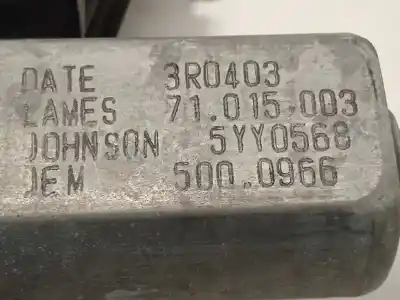 DATE 3R0403
LAMES 71.015.003
JOHNSON 5YY0568
JEM 500.0966